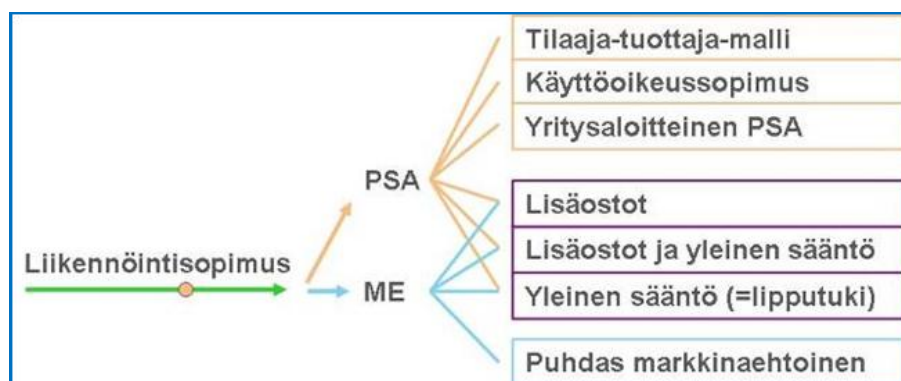 Tilaaja-tuottaja-malli
Käyttöoikeussopimus
Yritysaloitteinen PSA
PSA
Lisäostot
Liikennöintisopimus
Lisäostot ja yleinen sääntö
ME
Yleinen sääntö (=lipputuki)
Puhdas markkinaehtoinen